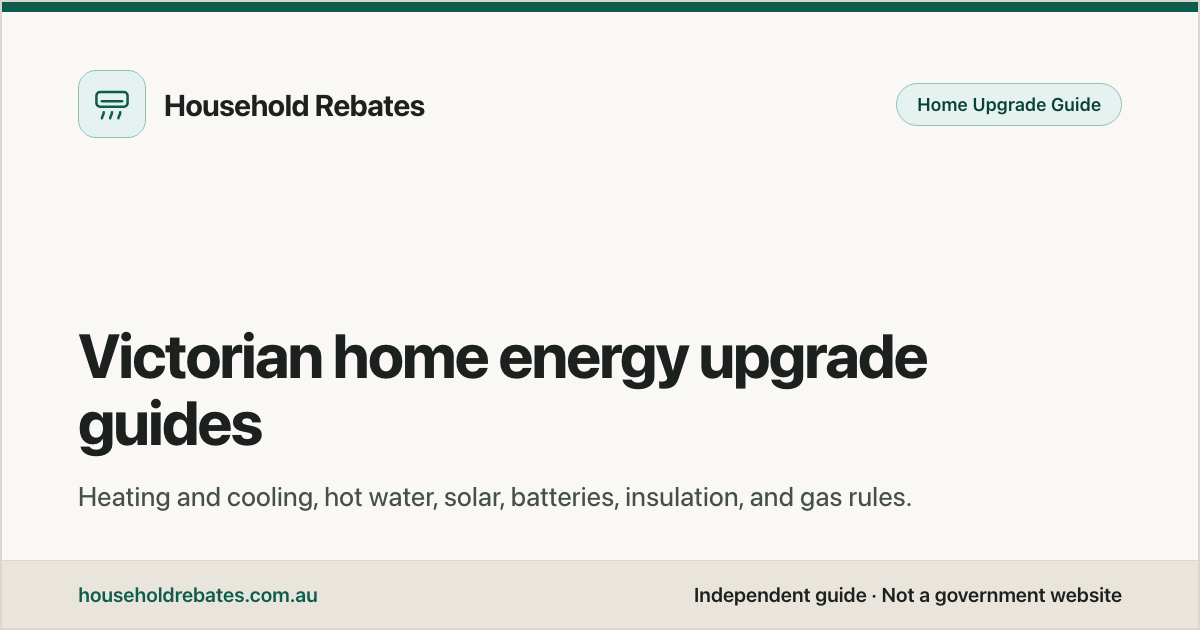 Household Rebates
Home Upgrade Guide
Victorian home energy upgrade
guides
Heating and cooling, hot water, solar, batteries, insulation, and gas rules.
householdrebates.com.au
Independent guide · Not a government website